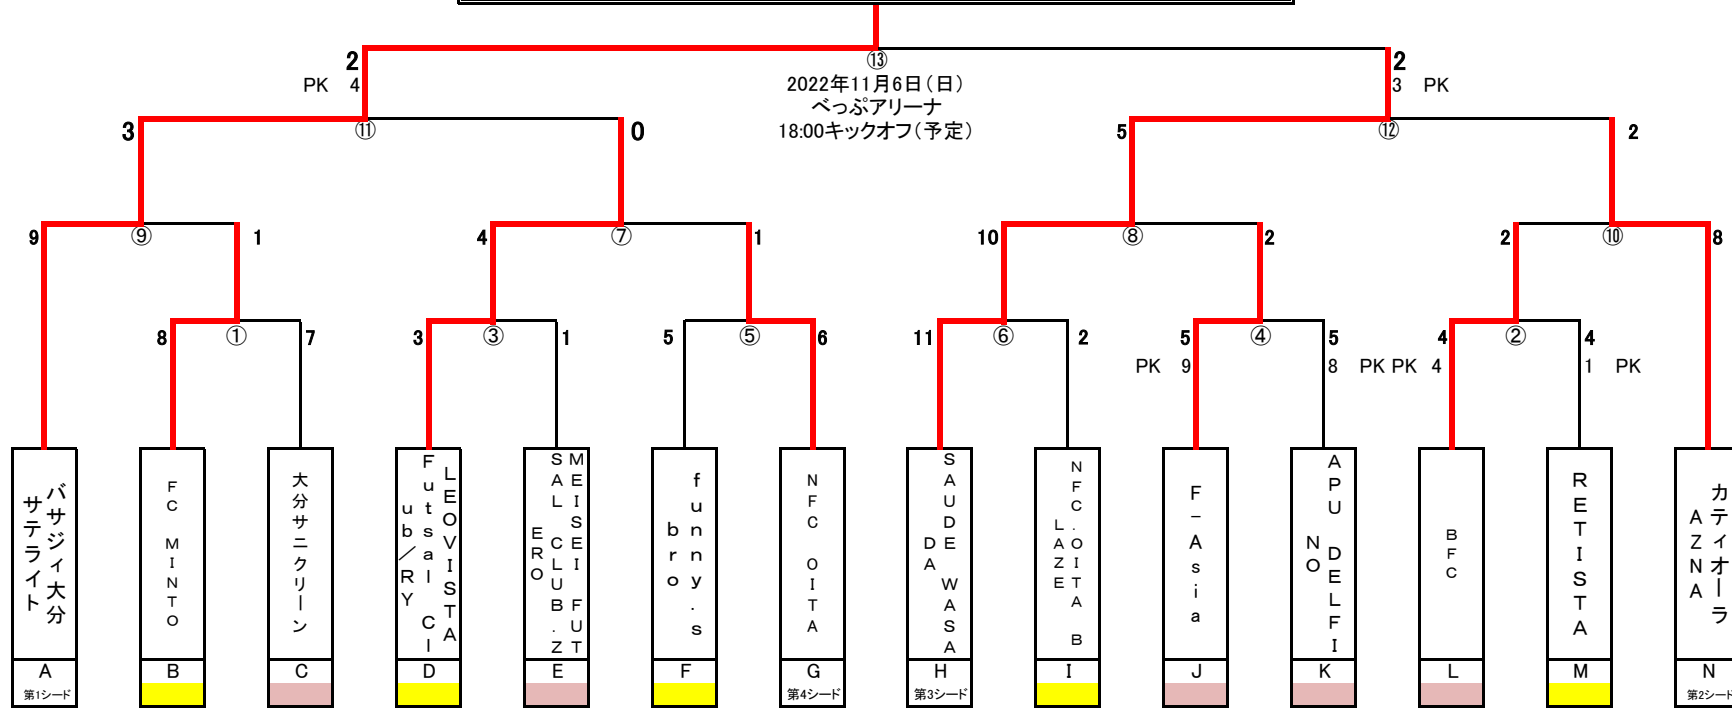 2
⑬
2
PK 4
2022年11月6日(日)
3 PK
べっぷアリーナ
18:00キックオフ(予定)
3
⑪
0
5
⑫
2
9
⑨
1
4
⑦
1
10
⑧
2
2
⑩
8
8
①
7
3
③
1
5
⑤
6
11
⑥
2
5
④
5
4
②
4
PK 9
8 PK
PK 4
1 PK
バサジィ大分
サテライト
FC MINTO
大分サニクリーン
LEOVISTA
Futsal Cl
ub/RY
MEISEI FUT
SAL CLUB.Z
ERO
funny.s
bro
NFC OITA
SAUDE WASA
DA
NFC.OITA B
LAZE
F-Asia
APU DELFI
NO
BFC
RETISTA
カティオーラ
AZNA
A
B
C
D
E
F
G
H
I
J
K
L
M
N
第1シード
第4シード
第3シード
第2シード